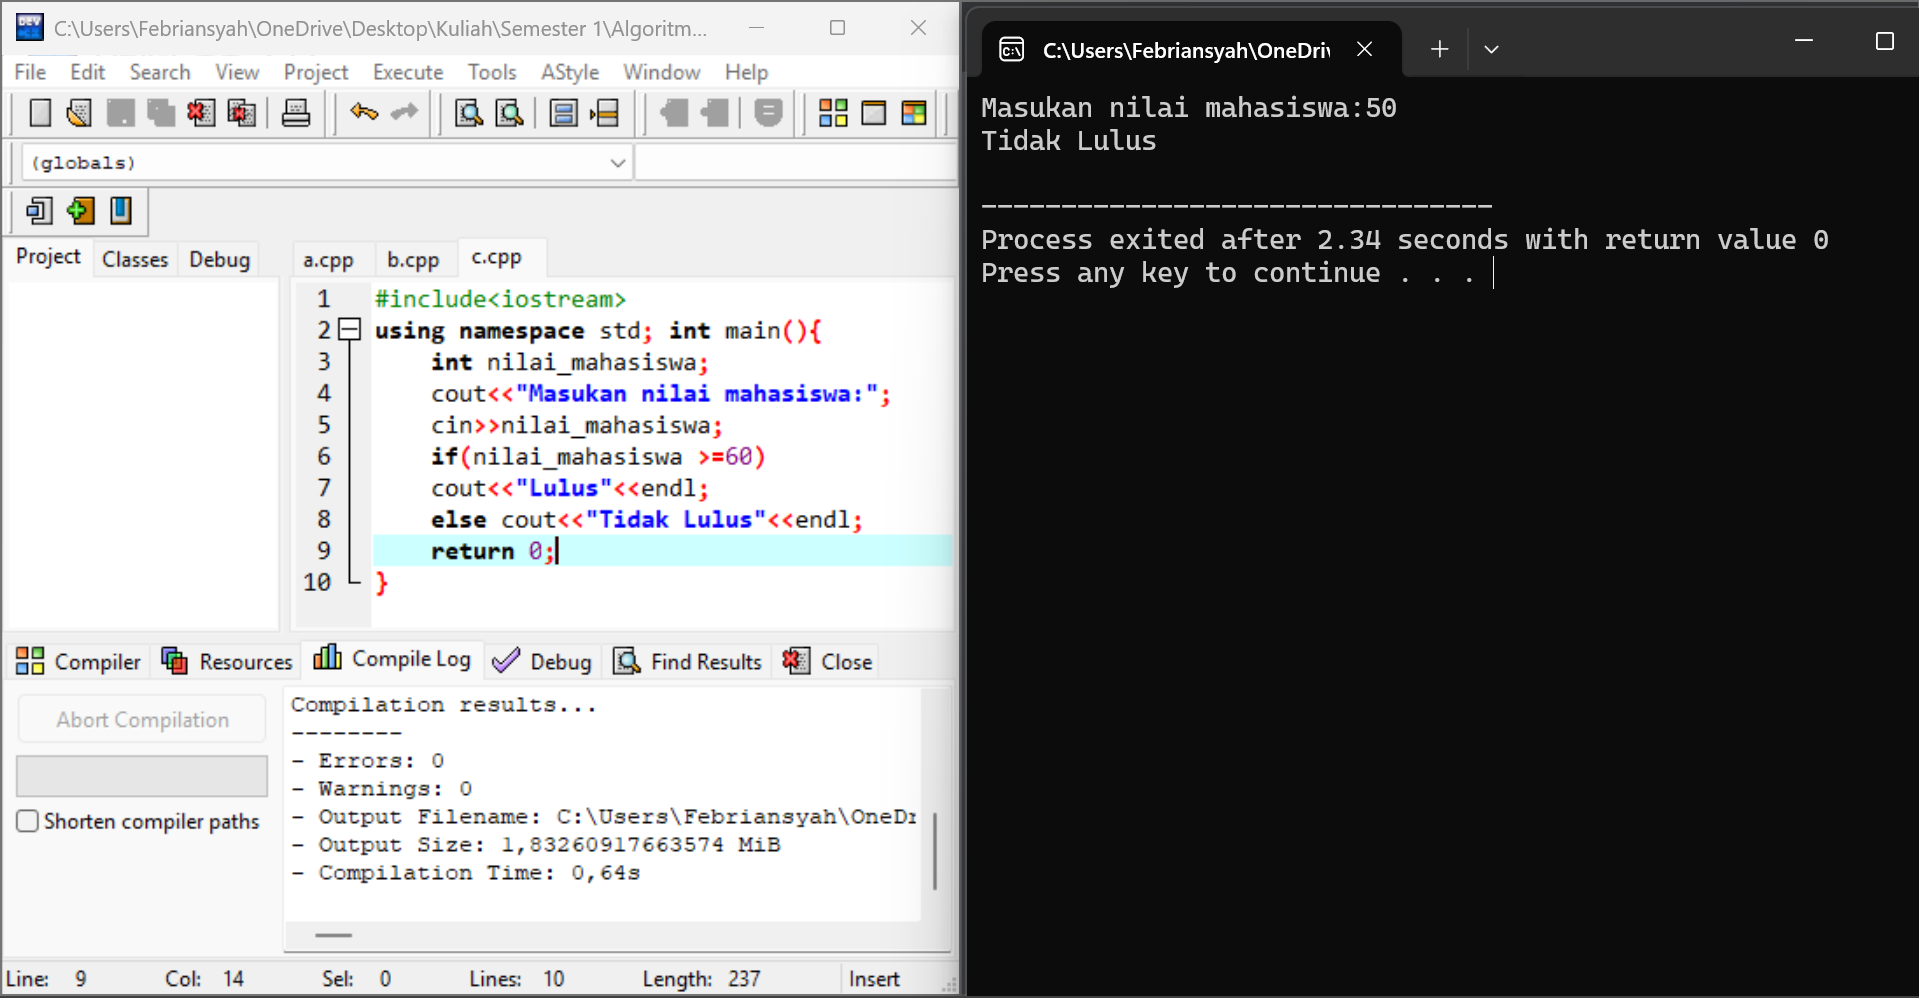 C:\Users\Febriansyah\OneDrive\Desktop\Kuliah\Semester 1\Algoritm...
File Edit Search View Project Execute Tools AStyle Window Help
(globals)
Project Classes Debug
a.cpp b.cpp c.cpp
1 #include<iostream>
2 using namespace std; int main(){
3 int nilai_mahasiswa;
4 cout<<"Masukan nilai mahasiswa:";
5 cin>>nilai_mahasiswa;
6 if(nilai_mahasiswa >=60)
7 cout<<"Lulus"<<endl;
8 else cout<<"Tidak Lulus"<<endl;
9 return 0;
10 }
Compiler Resources Compile Log Debug Find Results Close
Abort Compilation
Shorten compiler paths
Compilation results...
--------
- Errors: 0
- Warnings: 0
- Output Filename: C:\Users\Febriansyah\OneDr
- Output Size: 1,83260917663574 MiB
- Compilation Time: 0,64s
Line: 9 Col: 14 Sel: 0 Lines: 10 Length: 237 Insert
C:\Users\Febriansyah\OneDriv
Masukan nilai mahasiswa:50
Tidak Lulus
--------------------------------
Process exited after 2.34 seconds with return value 0
Press any key to continue . . .